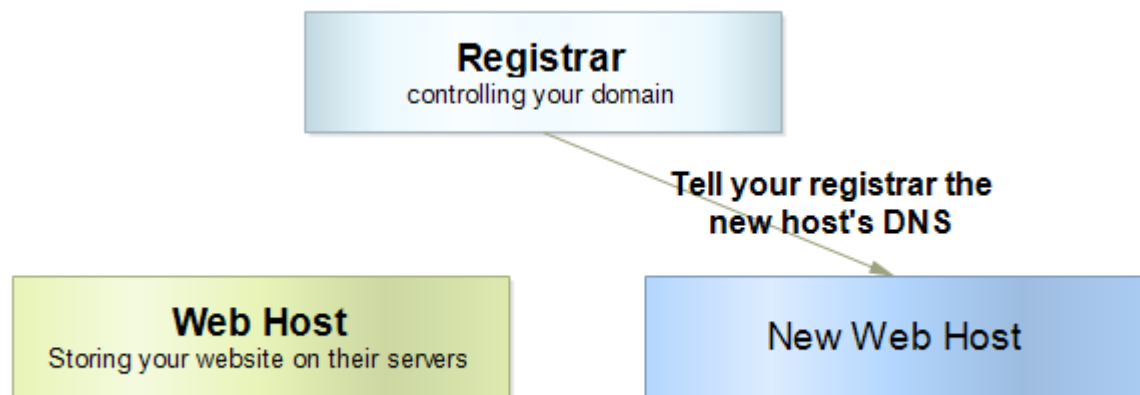 Registrar
controlling your domain
Tell your registrar the
new host's DNS
Web Host
Storing your website on their servers
New Web Host